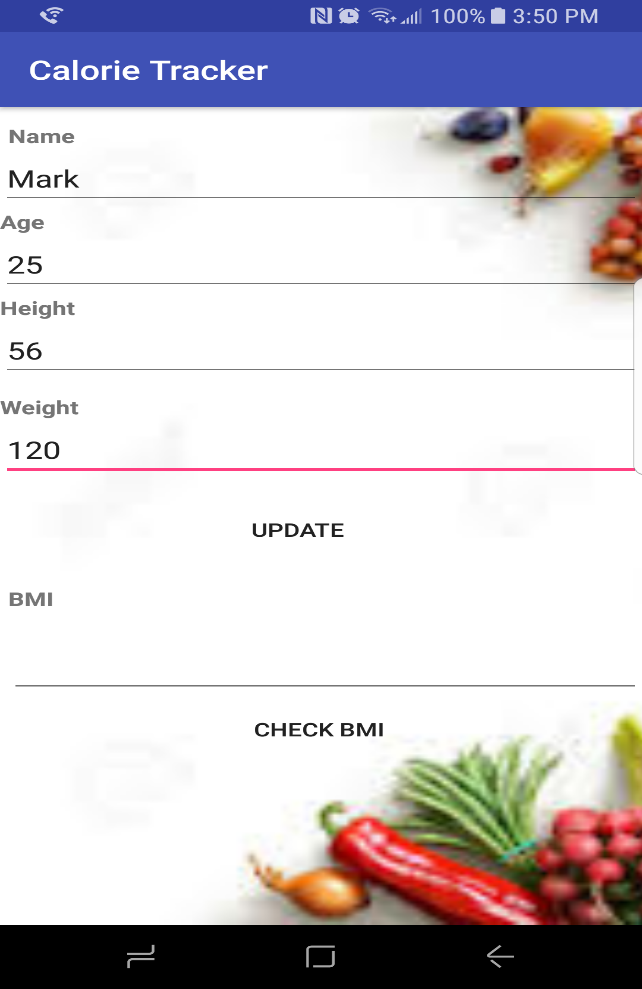 100% 3:50 PM
Calorie Tracker
Name
Mark
Age
25
Height
56
Weight
120
UPDATE
BMI
CHECK BMI